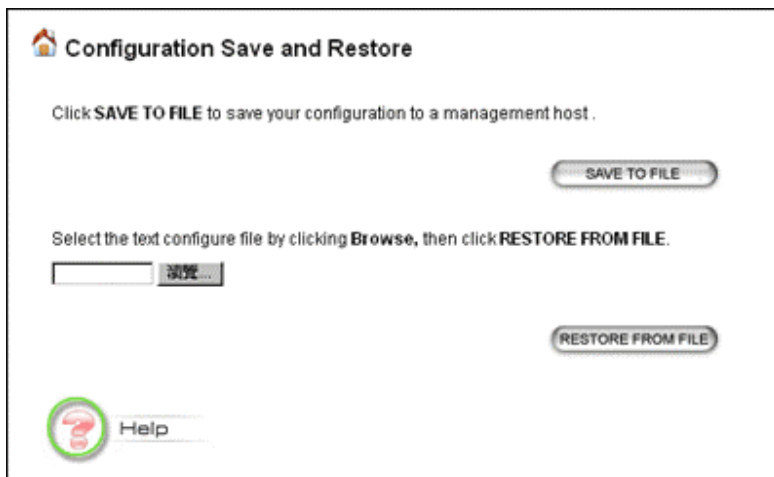 Configuration Save and Restore
Click SAVE TO FILE to save your configuration to a management host .
SAVE TO FILE
Select the text configure file by clicking Browse, then click RESTORE FROM FILE.
瀏覽...
RESTORE FROM FILE
Help